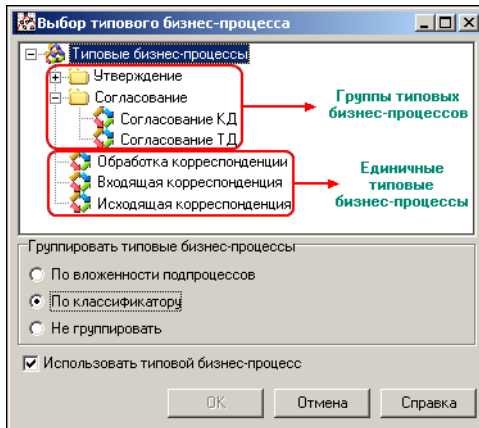 Выбор типового бизнес-процесса
Типовые бизнес-процессы
Утверждение
Согласование
Согласование КД
Согласование ТД
Группы типовых
бизнес-процессов
Обработка корреспонденции
Входящая корреспонденция
Исходящая корреспонденция
Единичные
типовые
бизнес-процессы
Группировать типовые бизнес-процессы
По вложенности подпроцессов
По классификатору
Не группировать
Использовать типовой бизнес-процесс
OK
Отмена
Справка